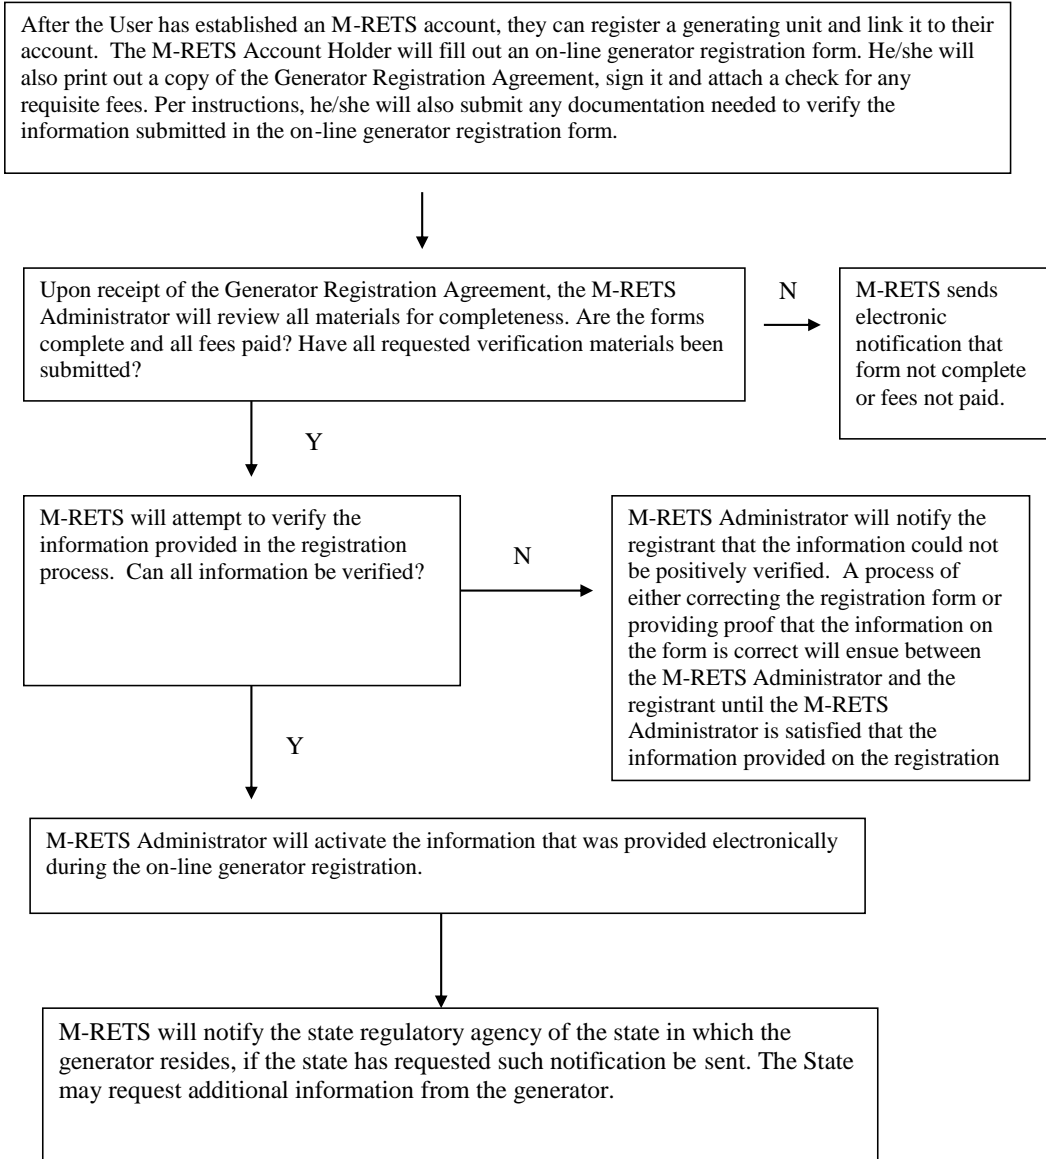 After the User has established an M-RETS account, they can register a generating unit and link it to their
account.  The M-RETS Account Holder will fill out an on-line generator registration form. He/she will
also print out a copy of the Generator Registration Agreement, sign it and attach a check for any
requisite fees. Per instructions, he/she will also submit any documentation needed to verify the
information submitted in the on-line generator registration form.
Upon receipt of the Generator Registration Agreement, the M-RETS
Administrator will review all materials for completeness. Are the forms
complete and all fees paid? Have all requested verification materials been
submitted?
N
M-RETS sends
electronic
notification that
form not complete
or fees not paid.
Y
M-RETS will attempt to verify the
information provided in the registration
process.  Can all information be verified?
N
M-RETS Administrator will notify the
registrant that the information could not
be positively verified.  A process of
either correcting the registration form or
providing proof that the information on
the form is correct will ensue between
the M-RETS Administrator and the
registrant until the M-RETS
Administrator is satisfied that the
information provided on the registration
Y
M-RETS Administrator will activate the information that was provided electronically
during the on-line generator registration.
M-RETS will notify the state regulatory agency of the state in which the
generator resides, if the state has requested such notification be sent. The State
may request additional information from the generator.